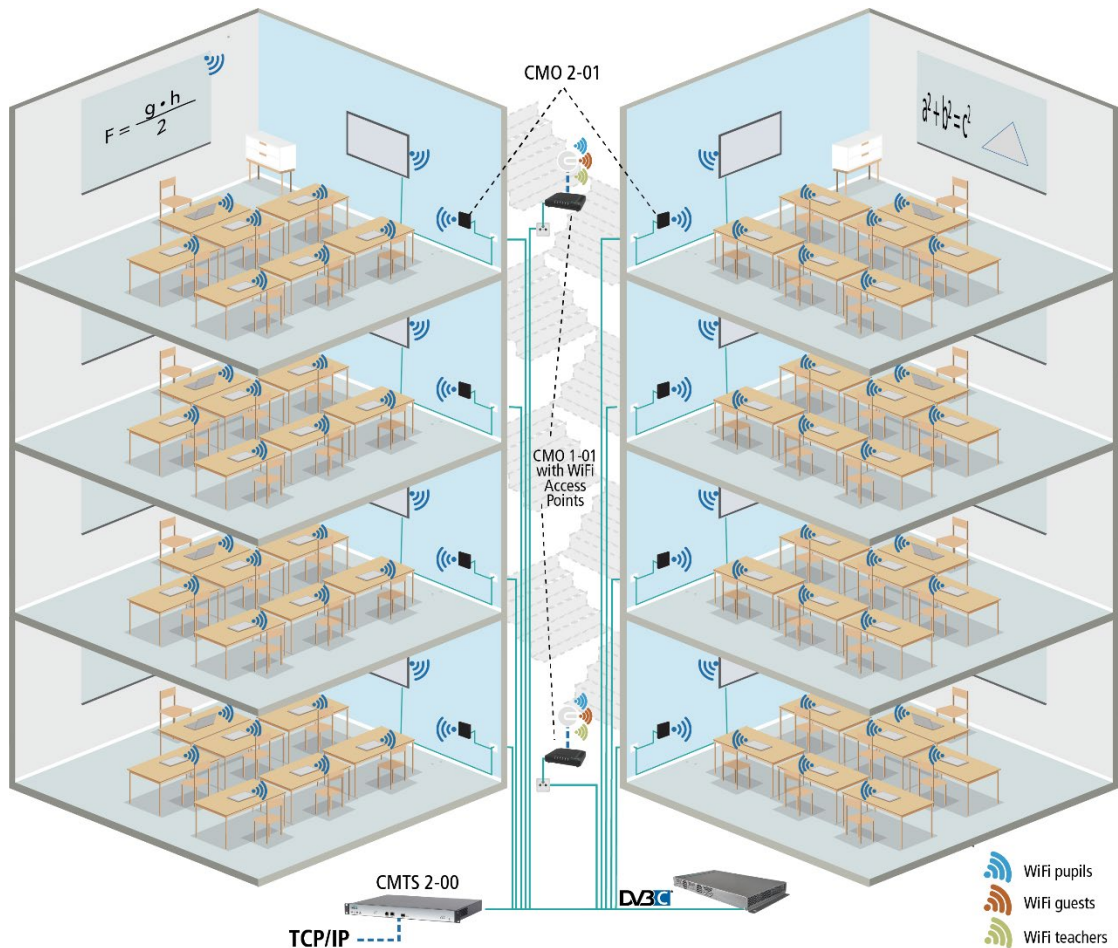 CMO 2-01
F = g • h
2
a²+b²=c²
CMO 1-01
with WiFi
Access
Points
CMTS 2-00
DVB C
TCP/IP
WiFi pupils
WiFi guests
WiFi teachers